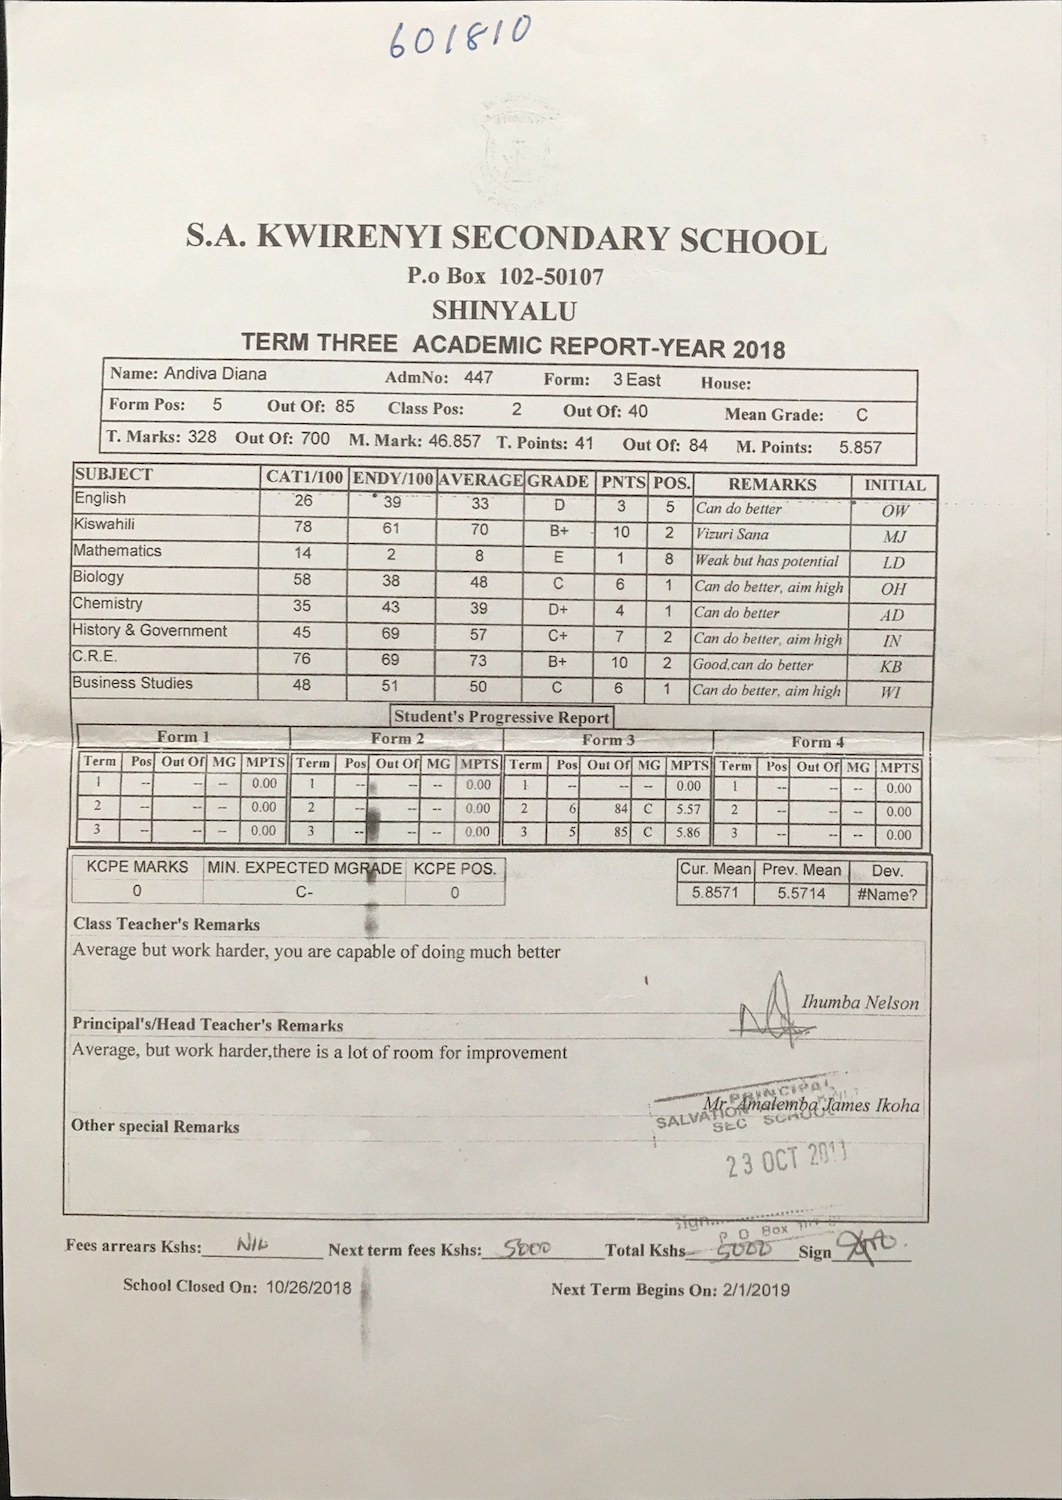 601810
S.A. KWIRENYI SECONDARY SCHOOL
P.o Box 102-50107
SHINYALU
TERM THREE ACADEMIC REPORT-YEAR 2018
Name: Andiva Diana AdmNo: 447 Form: 3 East House:
Form Pos: 5 Out Of: 85 Class Pos: 2 Out Of: 40 Mean Grade: C
T. Marks: 328 Out Of: 700 M. Mark: 46.857 T. Points: 41 Out Of: 84 M. Points: 5.857
SUBJECT CAT1/100 ENDY/100 AVERAGE GRADE PNTS POS. REMARKS INITIAL
English 26 39 33 D 3 5 Can do better OW
Kiswahili 78 61 70 B+ 10 2 Vizuri Sana MJ
Mathematics 14 2 8 E 1 8 Weak but has potential LD
Biology 58 38 48 C 6 1 Can do better, aim high OH
Chemistry 35 43 39 D+ 4 1 Can do better AD
History & Government 45 69 57 C+ 7 2 Can do better, aim high IN
C.R.E. 76 69 73 B+ 10 2 Good,can do better KB
Business Studies 48 51 50 C 6 1 Can do better, aim high WI
Student's Progressive Report
Form 1 Form 2 Form 3 Form 4
Term Pos Out Of MG MPTS Term Pos Out Of MG MPTS Term Pos Out Of MG MPTS Term Pos Out Of MG MPTS
1 -- -- -- 0.00 1 -- -- -- 0.00 1 -- -- -- 0.00 1 -- -- -- 0.00
2 -- -- -- 0.00 2 -- -- -- 0.00 2 6 84 C 5.57 2 -- -- -- 0.00
3 -- -- -- 0.00 3 -- -- -- 0.00 3 5 85 C 5.86 3 -- -- -- 0.00
KCPE MARKS MIN. EXPECTED MGRADE KCPE POS. Cur. Mean Prev. Mean Dev.
0 C- 0 5.8571 5.5714 #Name?
Class Teacher's Remarks
Average but work harder, you are capable of doing much better
Ihumba Nelson
Principal's/Head Teacher's Remarks
Average, but work harder,there is a lot of room for improvement
PRINCIPAL
Mr. Amalemba James Ikoha
SALVATION
SEC SCHOOL
Other special Remarks
23 OCT
Sign
P O Box
Fees arrears Kshs: NIL Next term fees Kshs: 5000 Total Kshs 5000 Sign
School Closed On: 10/26/2018 Next Term Begins On: 2/1/2019